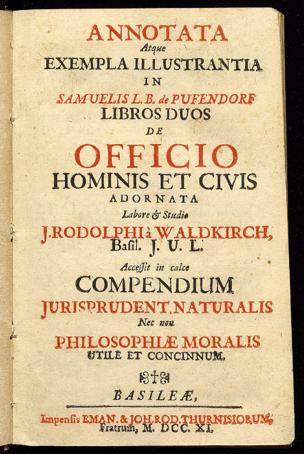 ANNOTATA
Atque
EXEMPLA ILLUSTRANTIA
IN
SAMUELIS L.B. de PUFENDORF
LIBROS DUOS
DE
OFFICIO
HOMINIS ET CIVIS
ADORNATA
Labore & Studio
J. RODOLPHI à WALDKIRCH,
Basil. J. U. L.
Accessit in calce
COMPENDIUM
JURISPRUDENT. NATURALIS
Nec non
PHILOSOPHIÆ MORALIS
UTILE ET CONCINNUM.
BASILEÆ,
Impensis EMAN. & JOH. ROD. THURNISIORUM,
Fratrum, M. DCC. XI.